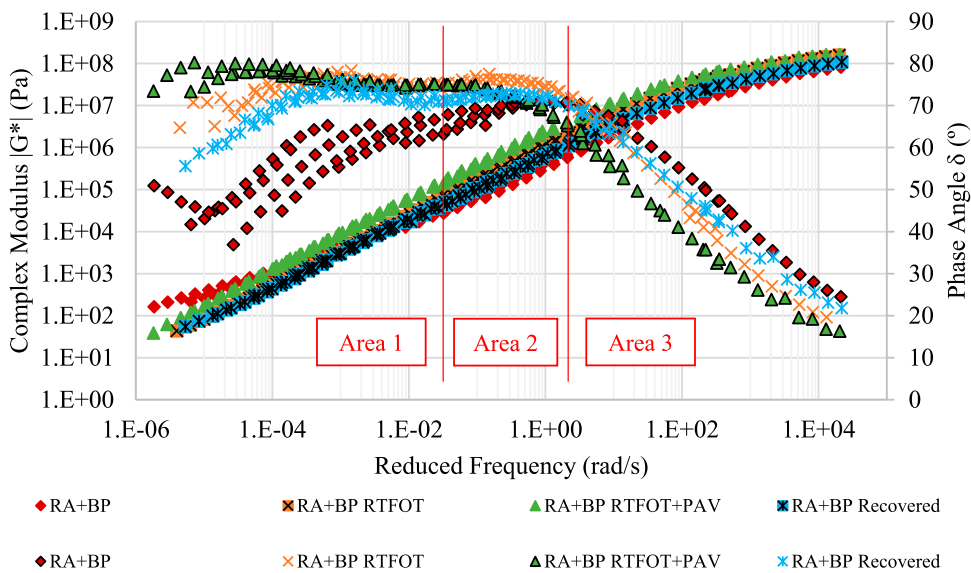 1.E+09
1.E+08
1.E+07
1.E+06
1.E+05
1.E+04
1.E+03
1.E+02
1.E+01
1.E+00
Complex Modulus |G*| (Pa)
90
80
70
60
50
40
30
20
10
0
Phase Angle δ (º)
Area 1
Area 2
Area 3
1.E-06
1.E-04
1.E-02
1.E+00
1.E+02
1.E+04
Reduced Frequency (rad/s)
RA+BP
RA+BP RTFOT
RA+BP RTFOT+PAV
RA+BP Recovered
RA+BP
RA+BP RTFOT
RA+BP RTFOT+PAV
RA+BP Recovered